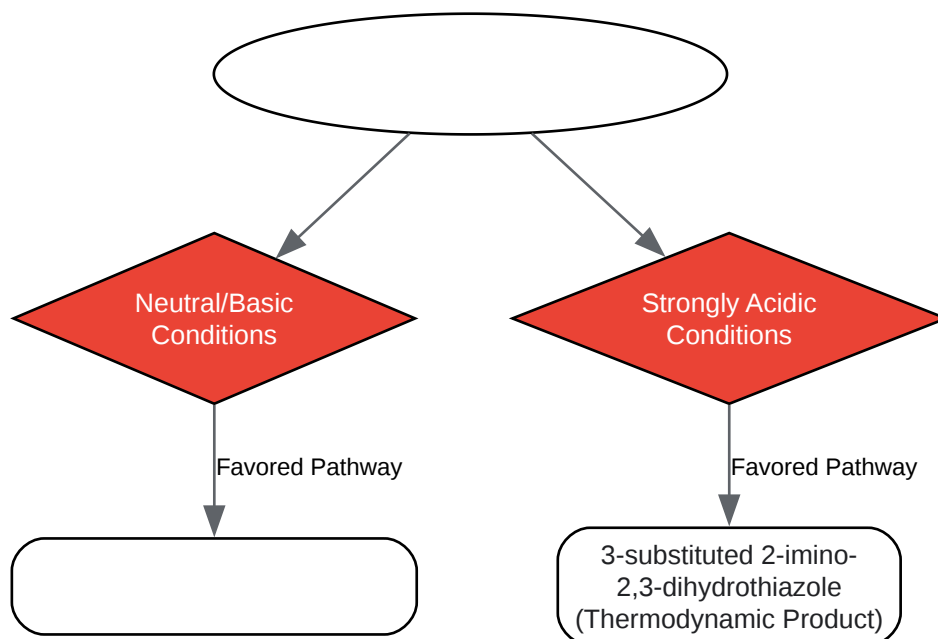 Neutral/Basic
Conditions
Strongly Acidic
Conditions
Favored Pathway
Favored Pathway
3-substituted 2-imino-
2,3-dihydrothiazole
(Thermodynamic Product)